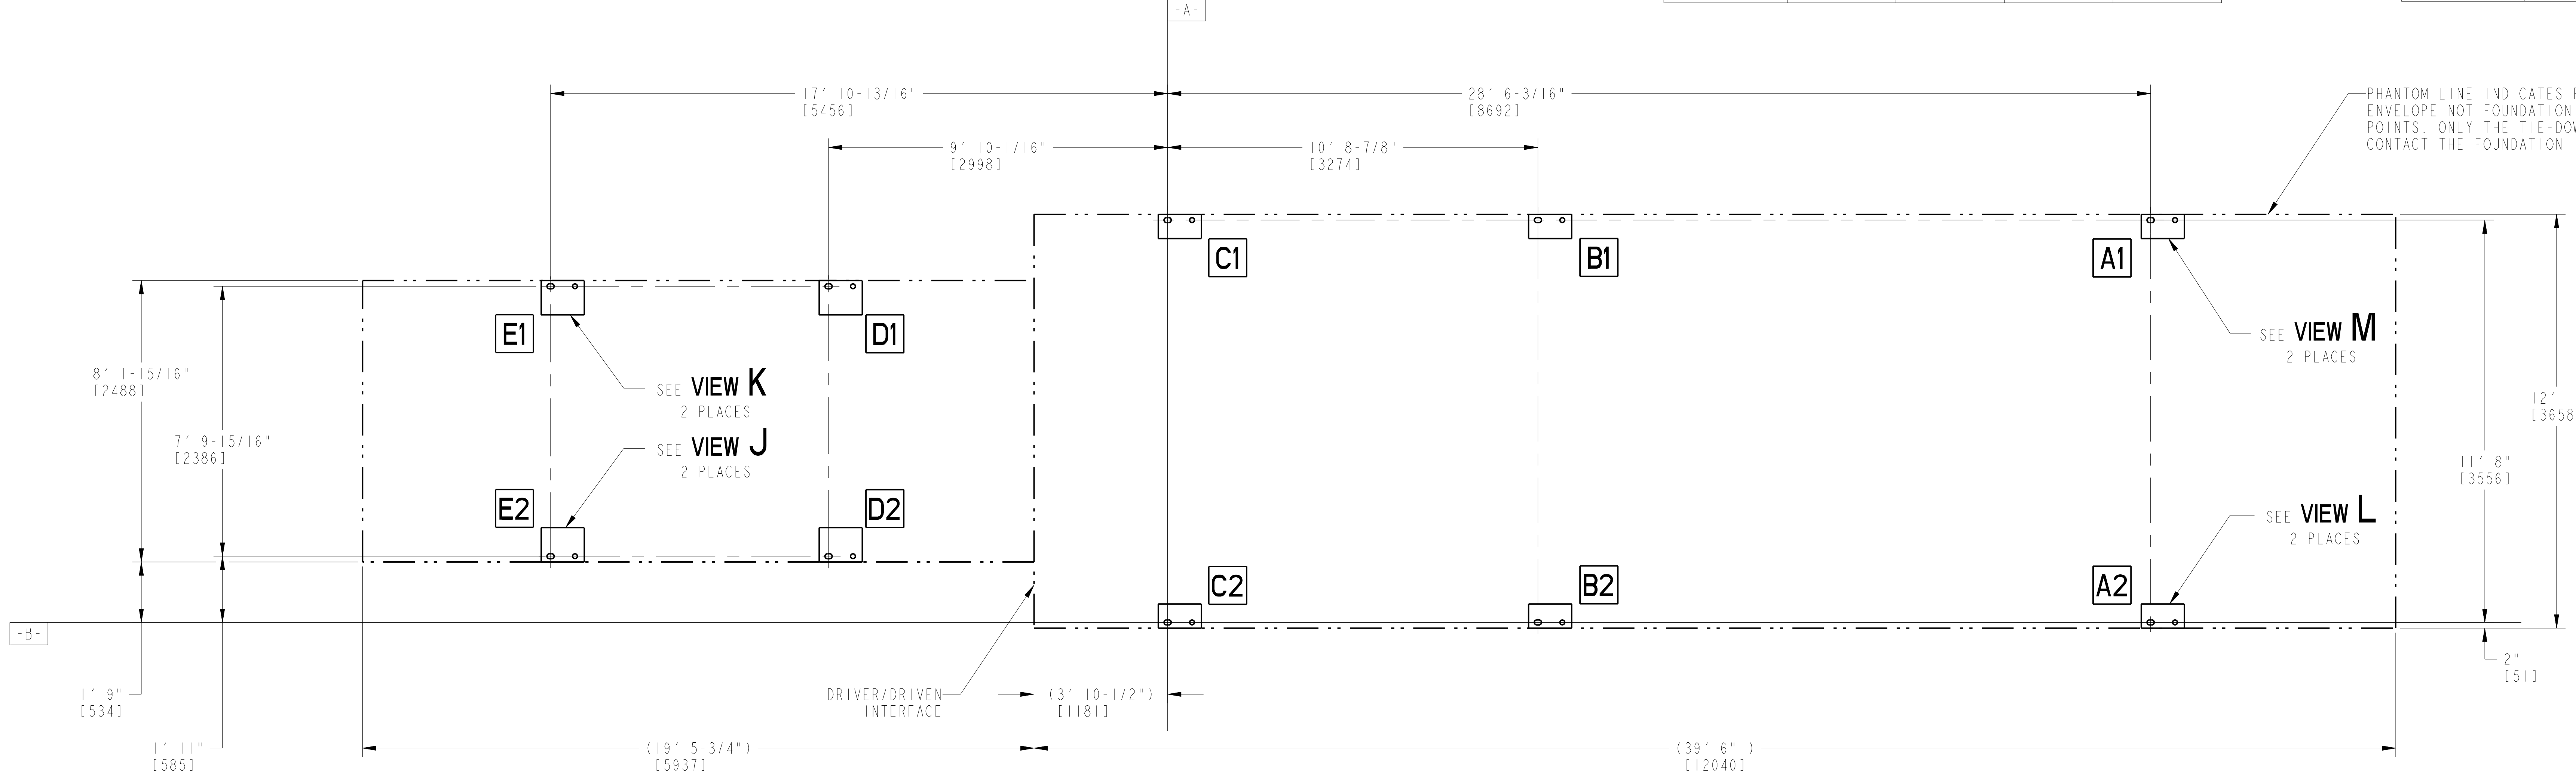 -A-
17' 10-13/16"
[5456]
28' 6-3/16"
[8692]
9' 10-1/16"
[2998]
10' 8-7/8"
[3274]
PHANTOM LINE INDICATES
ENVELOPE NOT FOUNDATION
POINTS. ONLY THE
CONTACT THE FOUNDATION
C1
B1
A1
E1
D1
SEE VIEW M
2 PLACES
8' 1-15/16"
[2488]
SEE VIEW K
2 PLACES
12'
[3658
7' 9-15/16"
[2386]
SEE VIEW J
2 PLACES
11' 8"
[3556]
E2
D2
SEE VIEW L
2 PLACES
C2
B2
A2
-B-
2"
[51]
1' 9"
[534]
DRIVER/DRIVEN
INTERFACE
(3' 10-1/2")
[1181]
1' 11"
[585]
(19' 5-3/4")
[5937]
(39' 6" )
[12040]